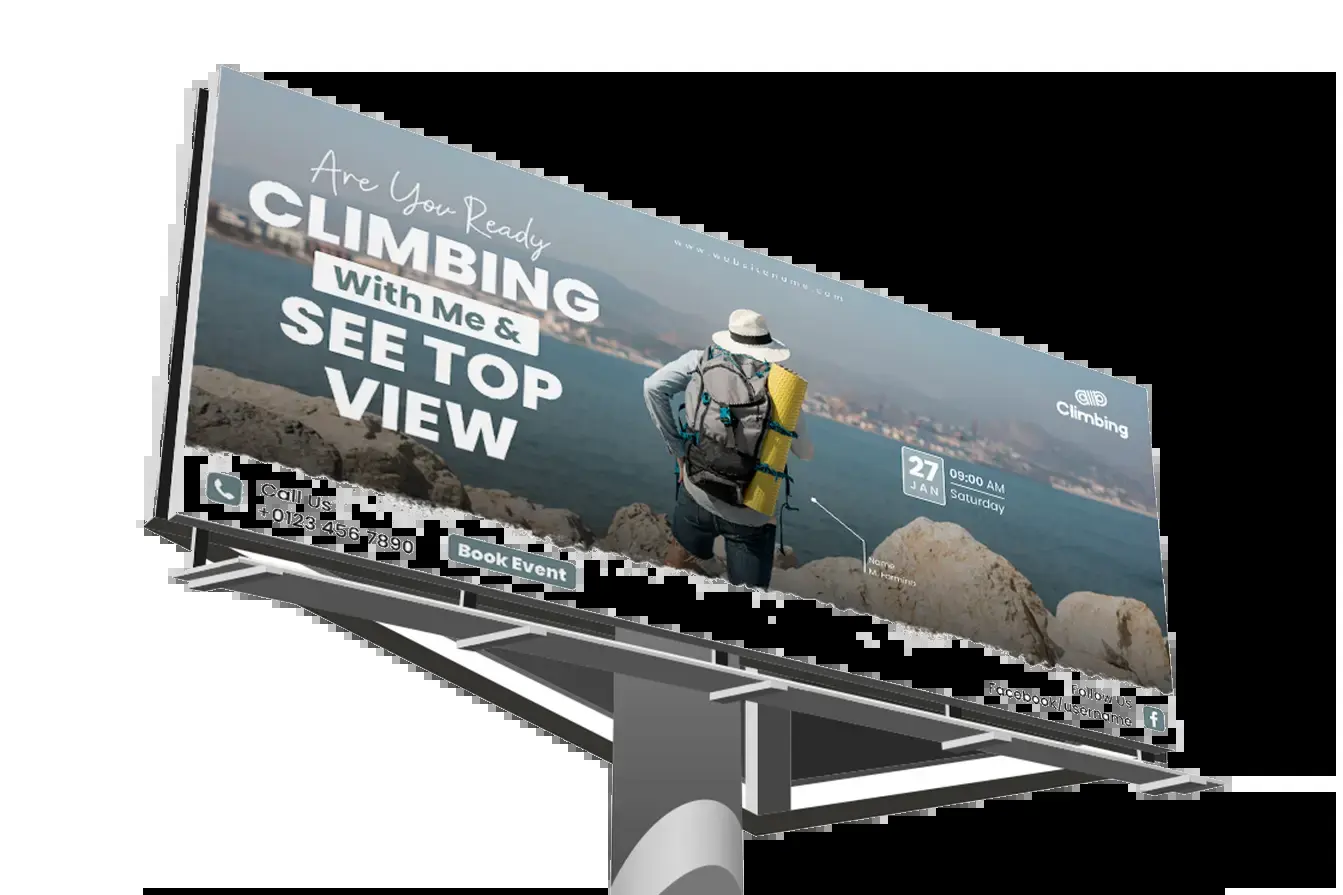 Are You Ready
CLIMBING
With Me &
SEE TOP
VIEW
www.websitename.com
Climbing
27
JAN
09:00 AM
Saturday
Name
M. Farmina
Call Us
+0123 456 7890
Book Event
Follow Us
Facebook/username